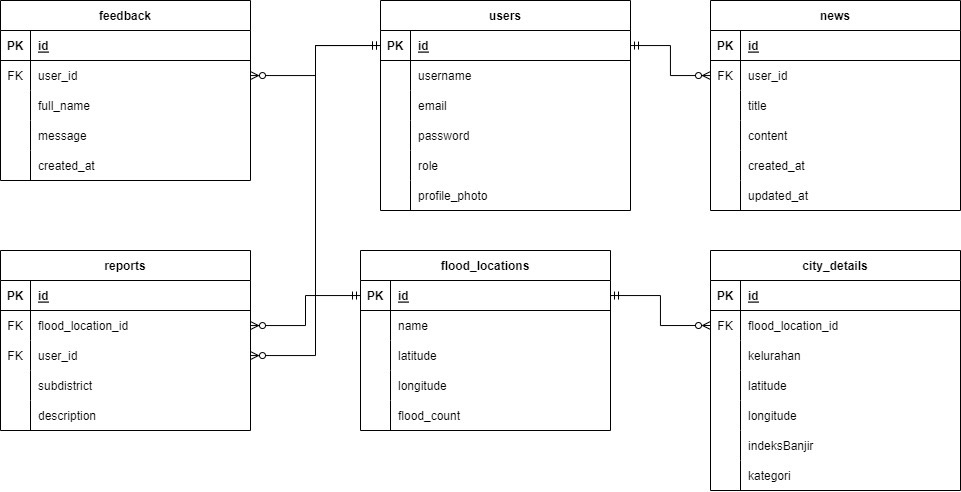 feedback
PK id
FK user_id
full_name
message
created_at
users
PK id
username
email
password
role
profile_photo
news
PK id
FK user_id
title
content
created_at
updated_at
reports
PK id
FK flood_location_id
FK user_id
subdistrict
description
flood_locations
PK id
name
latitude
longitude
flood_count
city_details
PK id
FK flood_location_id
kelurahan
latitude
longitude
indeksBanjir
kategori